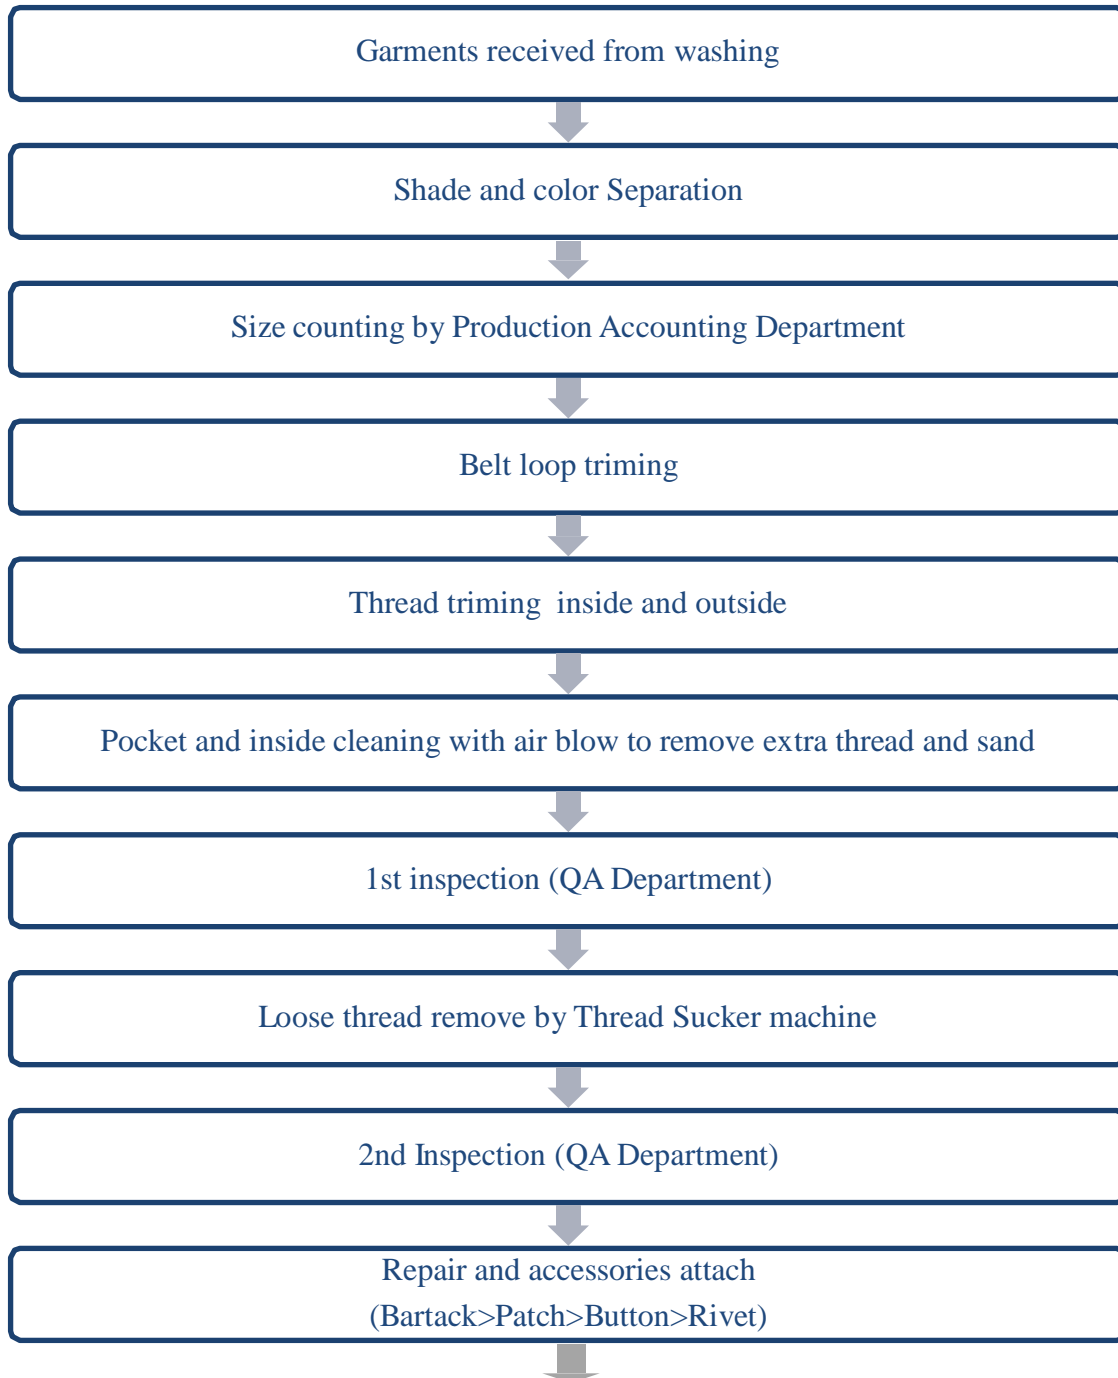 Garments received from washing
Shade and color Separation
Size counting by Production Accounting Department
Belt loop triming
Thread triming  inside and outside
Pocket and inside cleaning with air blow to remove extra thread and sand
1st inspection (QA Department)
Loose thread remove by Thread Sucker machine
2nd Inspection (QA Department)
Repair and accessories attach
(Bartack>Patch>Button>Rivet)